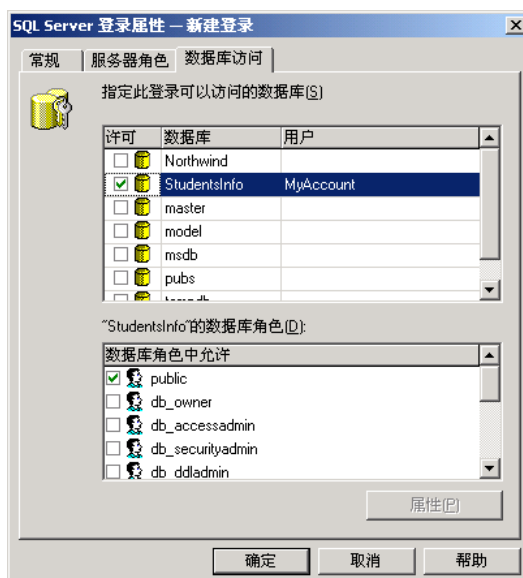 SQL Server 登录属性 — 新建登录
常规 服务器角色 数据库访问
指定此登录可以访问的数据库(S)
许可 数据库 用户
Northwind
StudentsInfo MyAccount
master
model
msdb
pubs
"StudentsInfo"的数据库角色(D):
数据库角色中允许
public
db_owner
db_accessadmin
db_securityadmin
db_ddladmin
属性(P)
确定 取消 帮助